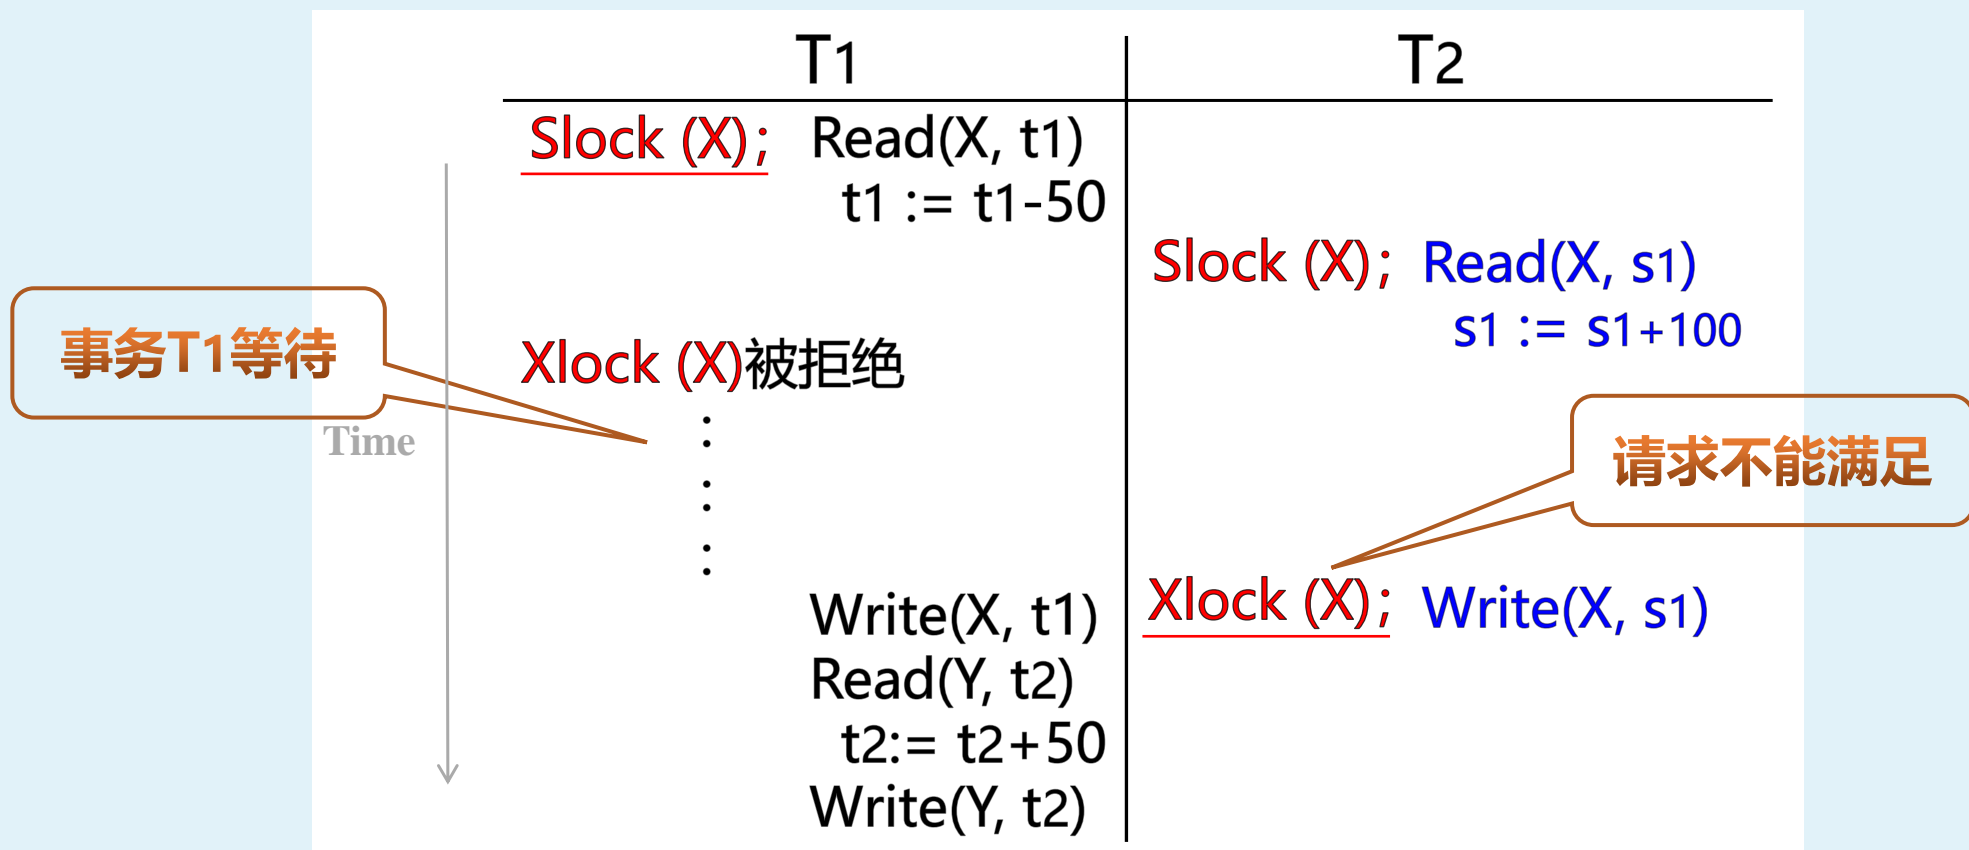 T1 T2
Slock (X); Read(X, t1)
t1 := t1-50
Slock (X); Read(X, s1)
s1 := s1+100
事务T1等待
Xlock (X)被拒绝
Time
请求不能满足
Xlock (X); Write(X, s1)
Write(X, t1)
Read(Y, t2)
t2:= t2+50
Write(Y, t2)